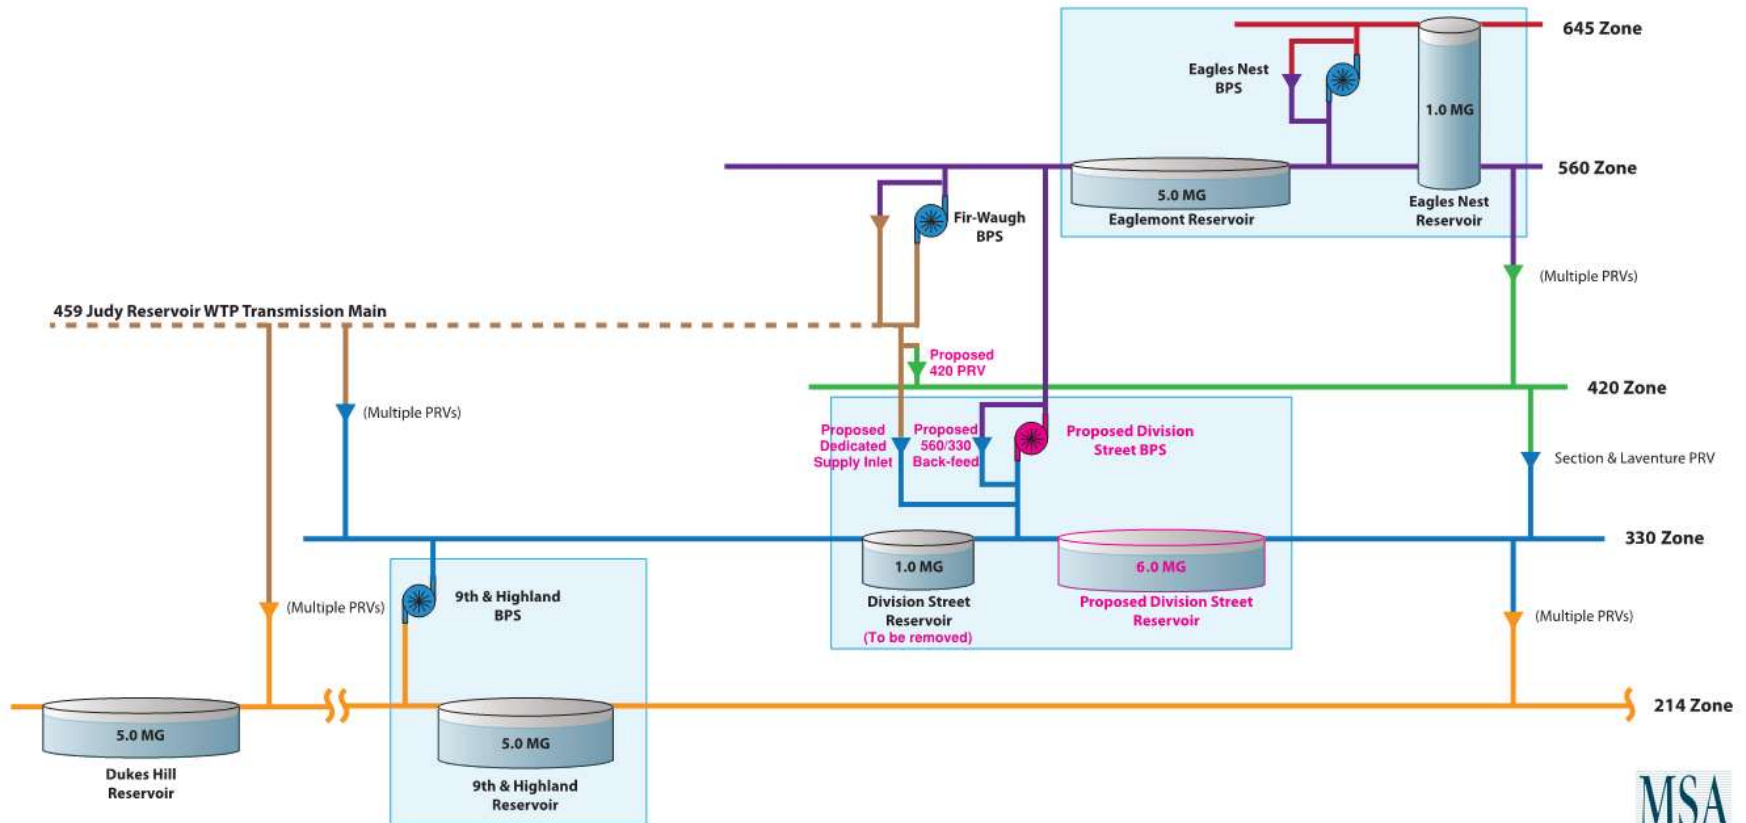 645 Zone
Eagles Nest
BPS
1.0 MG
560 Zone
5.0 MG
Eaglemont Reservoir
Eagles Nest
Reservoir
Fir-Waugh
BPS
(Multiple PRVs)
459 Judy Reservoir WTP Transmission Main
Proposed
420 PRV
420 Zone
(Multiple PRVs)
Proposed
Dedicated
Supply Inlet
Proposed
560/330
Back-feed
Proposed Division
Street BPS
Section & Laventure PRV
330 Zone
1.0 MG
6.0 MG
9th & Highland
BPS
Division Street
Reservoir
(To be removed)
Proposed Division Street
Reservoir
(Multiple PRVs)
(Multiple PRVs)
214 Zone
5.0 MG
5.0 MG
Dukes Hill
Reservoir
9th & Highland
Reservoir
MSA